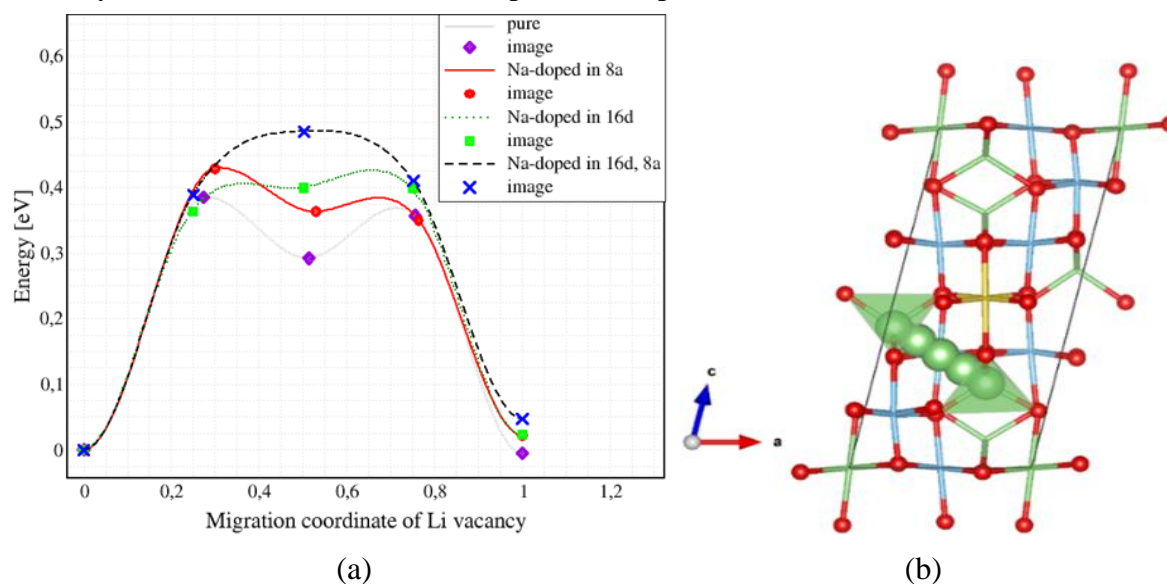 pure
image
Na-doped in 8a
image
Na-doped in 16d
image
Na-doped in 16d, 8a
image
0,6
0,5
0,4
0,3
0,2
0,1
0
Energy [eV]
0
0,2
0,4
0,6
0,8
1
1,2
Migration coordinate of Li vacancy
c
a
(a)
(b)